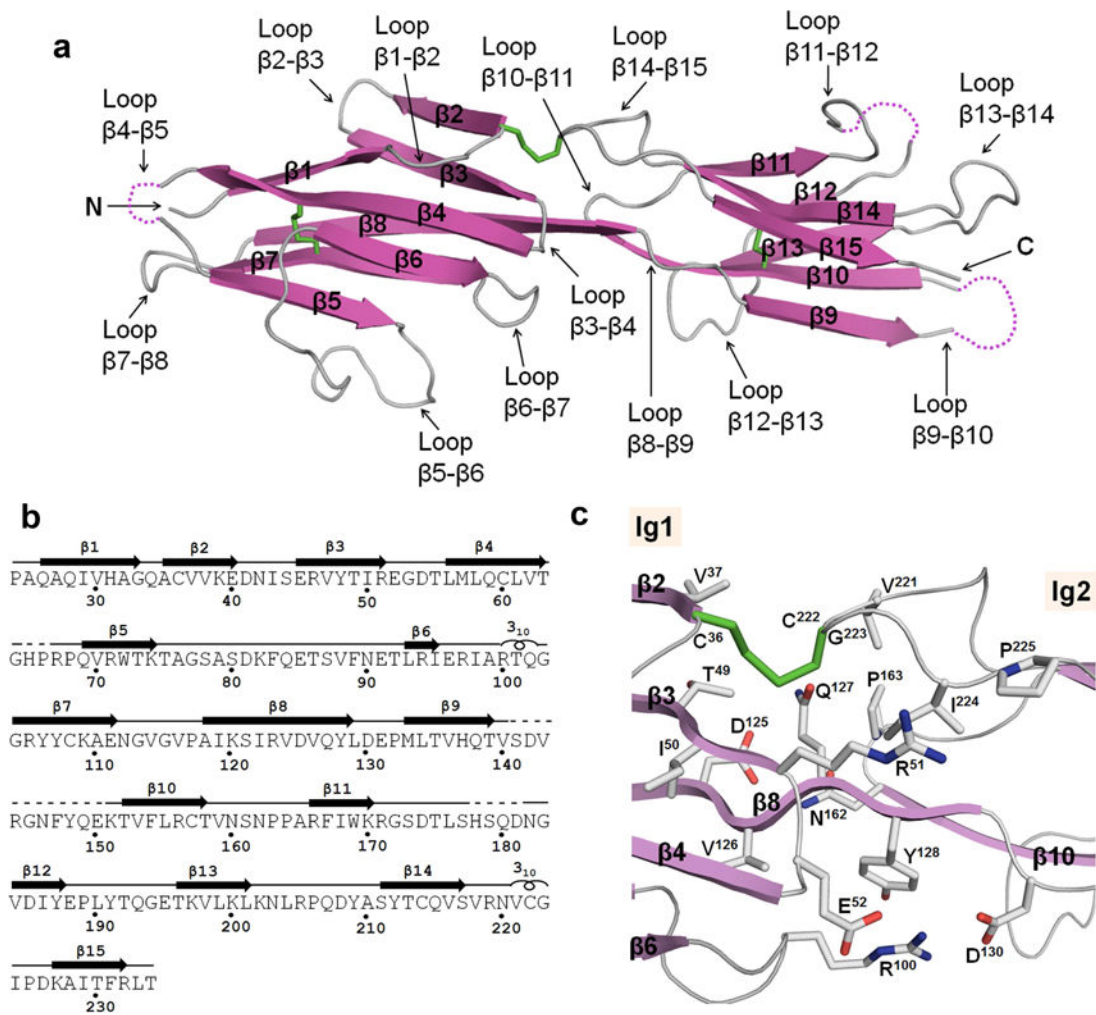 a
Loop β2-β3
Loop β1-β2
Loop β10-β11
Loop β14-β15
Loop β11-β12
Loop β13-β14
Loop β4-β5
N
β2
β1
β3
β4
β8
β7
β6
β5
β11
β12
β14
β13
β15
β10
β9
C
Loop β7-β8
Loop β5-β6
Loop β6-β7
Loop β3-β4
Loop β8-β9
Loop β12-β13
Loop β9-β10
b
β1 β2 β3 β4
PAQAQIVHAGQACVVKEDNISERVYTIREGDTLMLQCLVT
30 40 50 60
β5 β6 3₁₀
GHPRPQVRWTKTAGSASDKFQETSVFNETLRIERIARTQG
70 80 90 100
β7 β8 β9
GRYYCKAENGVGVPAIKSIRVDVQYLDEPMLTVHQTVSDV
110 120 130 140
β10 β11
RGNFYQEKTVFLRCTVNSNPPARFIWKRGSDTLSHSQDNG
150 160 170 180
β12 β13 β14 3₁₀
VDIYEPLYTQGETKVLKLKNLRPQDYASYTCQVSVRNVCG
190 200 210 220
β15
IPDKAITFRLT
230
c
Ig1
Ig2
β2
V³⁷
C³⁶
V²²¹
C²²²
G²²³
P²²⁵
T⁴⁹
Q¹²⁷
P¹⁶³
I²²⁴
β3
D¹²⁵
I⁵⁰
R⁵¹
β8
N¹⁶²
V¹²⁶
β4
Y¹²⁸
β10
E⁵²
β6
R¹⁰⁰
D¹³⁰